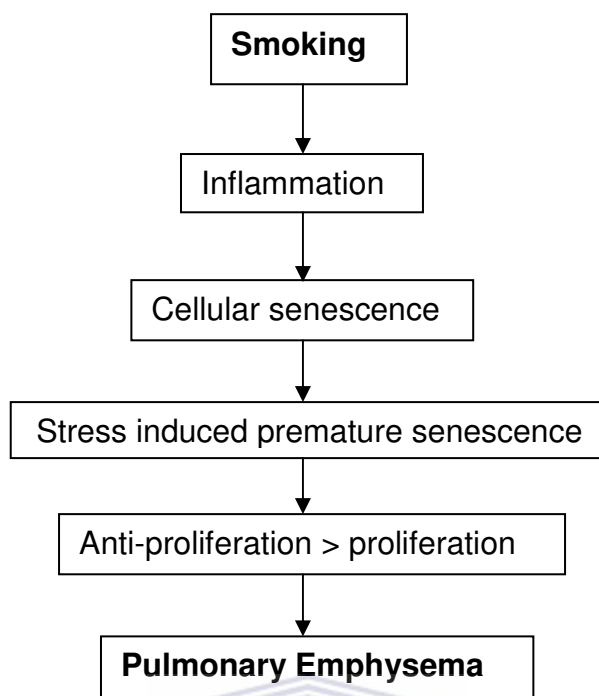 Smoking
Inflammation
Cellular senescence
Stress induced premature senescence
Anti-proliferation > proliferation
Pulmonary Emphysema